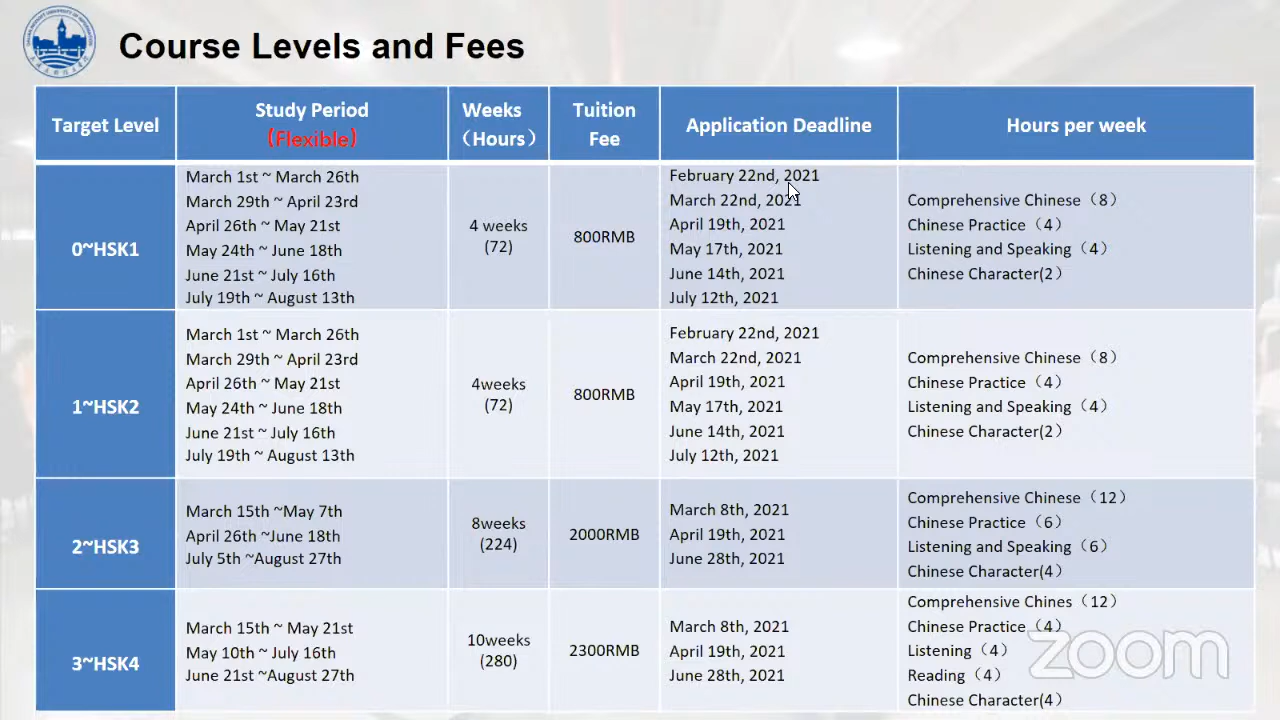 Course Levels and Fees
Target Level
Study Period
(Flexible)
Weeks
(Hours)
Tuition
Fee
Application Deadline
Hours per week
0~HSK1
March 1st ~ March 26th
March 29th ~ April 23rd
April 26th ~ May 21st
May 24th ~ June 18th
June 21st ~ July 16th
July 19th ~ August 13th
4 weeks
(72)
800RMB
February 22nd, 2021
March 22nd, 2021
April 19th, 2021
May 17th, 2021
June 14th, 2021
July 12th, 2021
Comprehensive Chinese（8）
Chinese Practice（4）
Listening and Speaking（4）
Chinese Character(2）
1~HSK2
March 1st ~ March 26th
March 29th ~ April 23rd
April 26th ~ May 21st
May 24th ~ June 18th
June 21st ~ July 16th
July 19th ~ August 13th
4weeks
(72)
800RMB
February 22nd, 2021
March 22nd, 2021
April 19th, 2021
May 17th, 2021
June 14th, 2021
July 12th, 2021
Comprehensive Chinese（8）
Chinese Practice（4）
Listening and Speaking（4）
Chinese Character(2）
2~HSK3
March 15th ~May 7th
April 26th ~June 18th
July 5th ~August 27th
8weeks
(224)
2000RMB
March 8th, 2021
April 19th, 2021
June 28th, 2021
Comprehensive Chinese（12）
Chinese Practice（6）
Listening and Speaking（6）
Chinese Character(4）
3~HSK4
March 15th ~ May 21st
May 10th ~ July 16th
June 21st ~August 27th
10weeks
(280)
2300RMB
March 8th, 2021
April 19th, 2021
June 28th, 2021
Comprehensive Chines（12）
Chinese Practice（4）
Listening（4）
Reading（4）
Chinese Character(4）
zoom